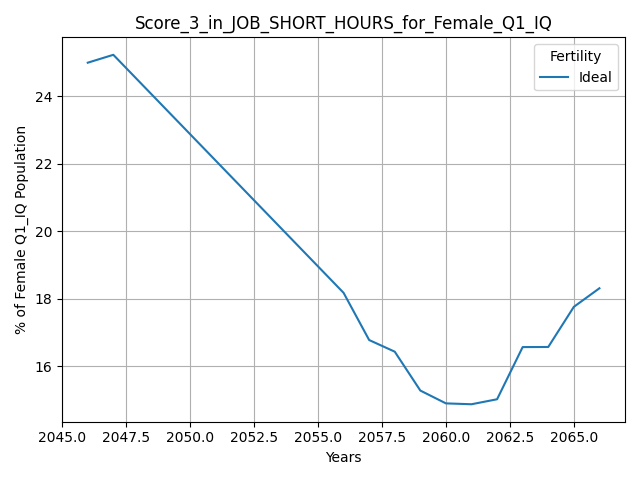 Score_3_in_JOB_SHORT_HOURS_for_Female_Q1_IQ
Fertility
Ideal
% of Female Q1_IQ Population
24
22
20
18
16
2045.0 2047.5 2050.0 2052.5 2055.0 2057.5 2060.0 2062.5 2065.0
Years